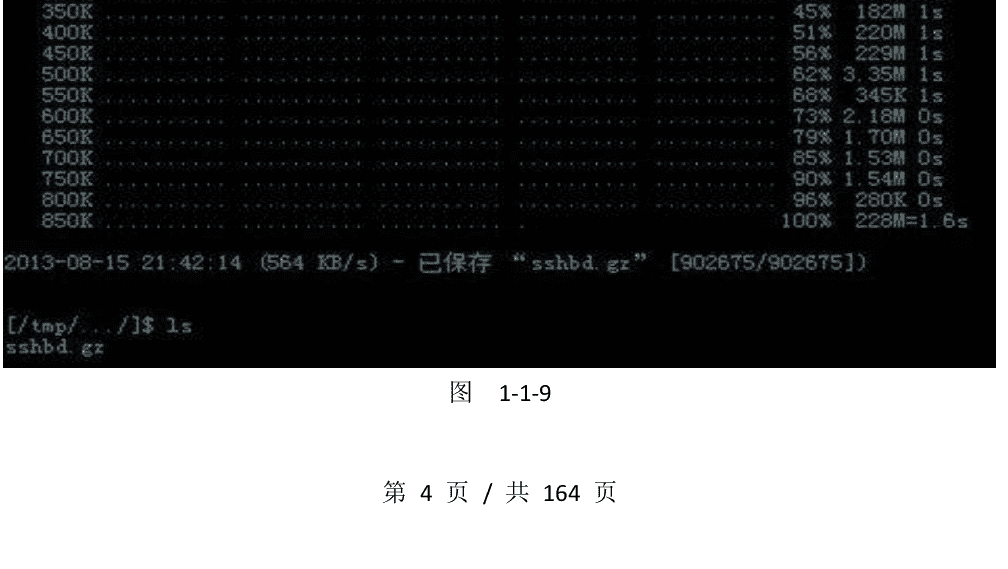 350K .......... .......... .......... .......... .......... 45% 182M 1s
400K .......... .......... .......... .......... .......... 51% 220M 1s
450K .......... .......... .......... .......... .......... 56% 229M 1s
500K .......... .......... .......... .......... .......... 62% 3.35M 1s
550K .......... .......... .......... .......... .......... 68% 345K 1s
600K .......... .......... .......... .......... .......... 73% 2.18M 0s
650K .......... .......... .......... .......... .......... 79% 1.70M 0s
700K .......... .......... .......... .......... .......... 85% 1.53M 0s
750K .......... .......... .......... .......... .......... 90% 1.54M 0s
800K .......... .......... .......... .......... .......... 96% 280K 0s
850K .......... .......... .......... . 100% 228M=1.6s
2013-08-15 21:42:14 (564 KB/s) - 已保存 “sshbd.gz” [902675/902675])
[/tmp/.../]$ ls
sshbd.gz
图 1-1-9
第 4 页 / 共 164 页